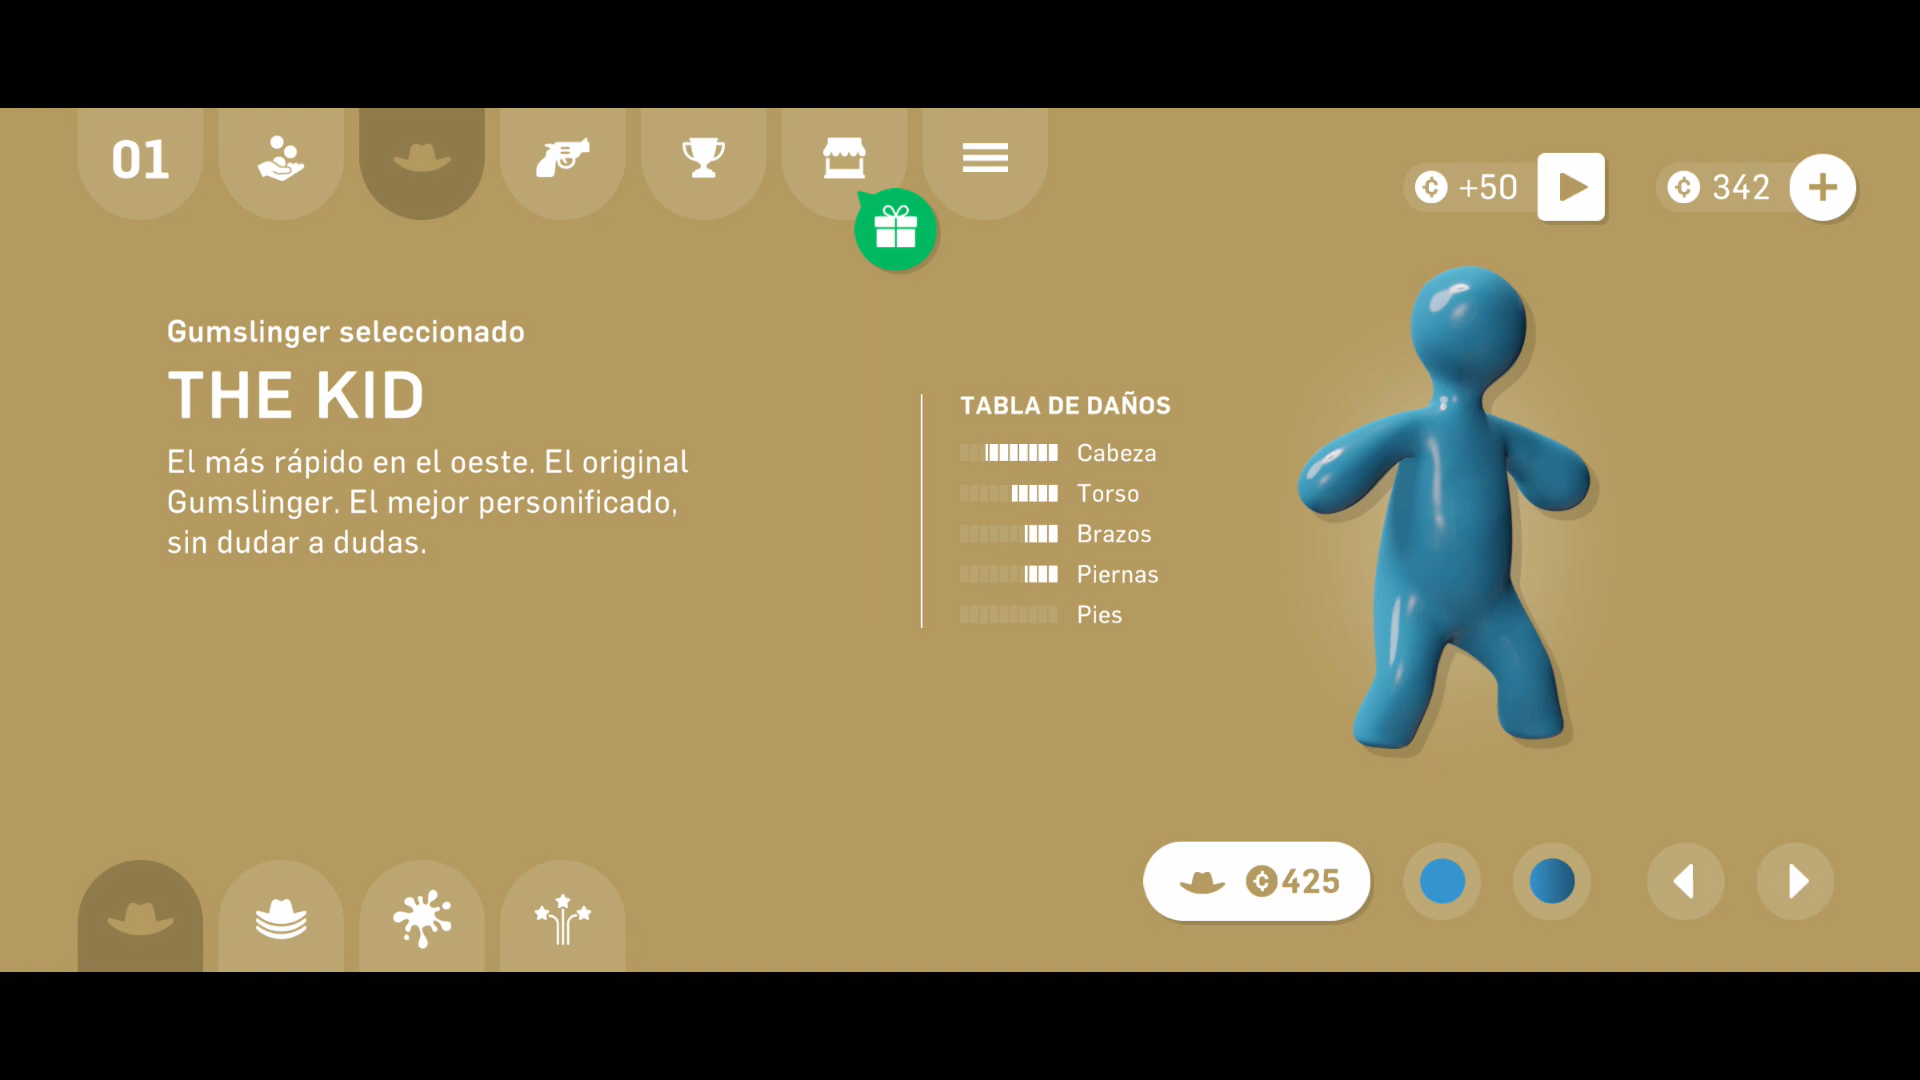 01
+50
342
Gumslinger seleccionado
THE KID
El más rápido en el oeste. El original
Gumslinger. El mejor personificado,
sin dudar a dudas.
TABLA DE DAÑOS
Cabeza
Torso
Brazos
Piernas
Pies
425